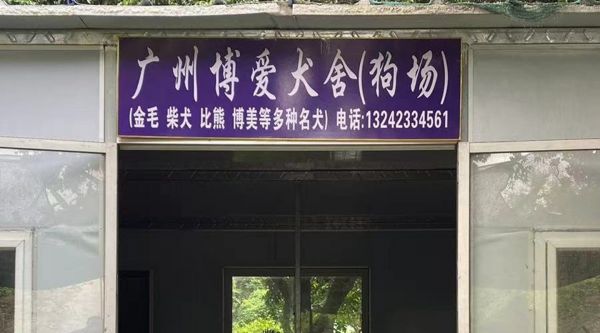 广州博爱犬舍(狗场)
(金毛 柴犬 比熊 博美等多种名犬) 电话:13242334561